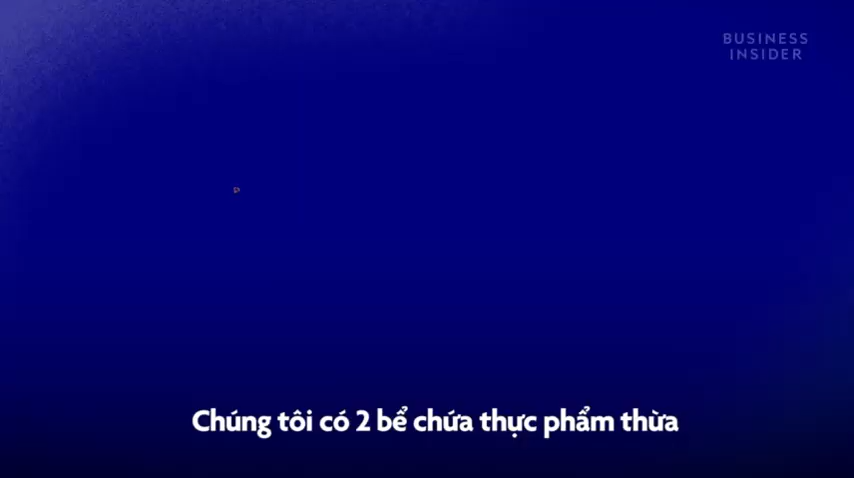 BUSINESS
INSIDER
Chúng tôi có 2 bể chứa thực phẩm thừa